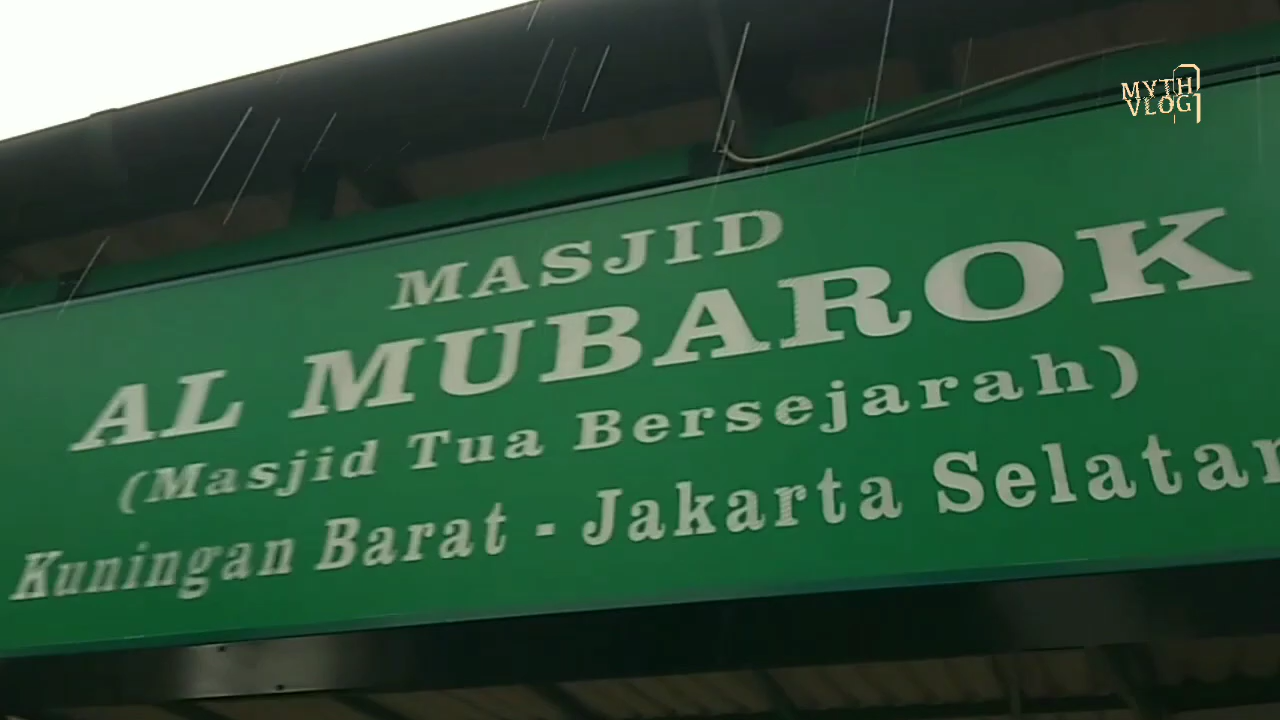 MYTH
VLOG
MASJID
AL MUBAROK
(Masjid Tua Bersejarah)
Kuningan Barat - Jakarta Selatan